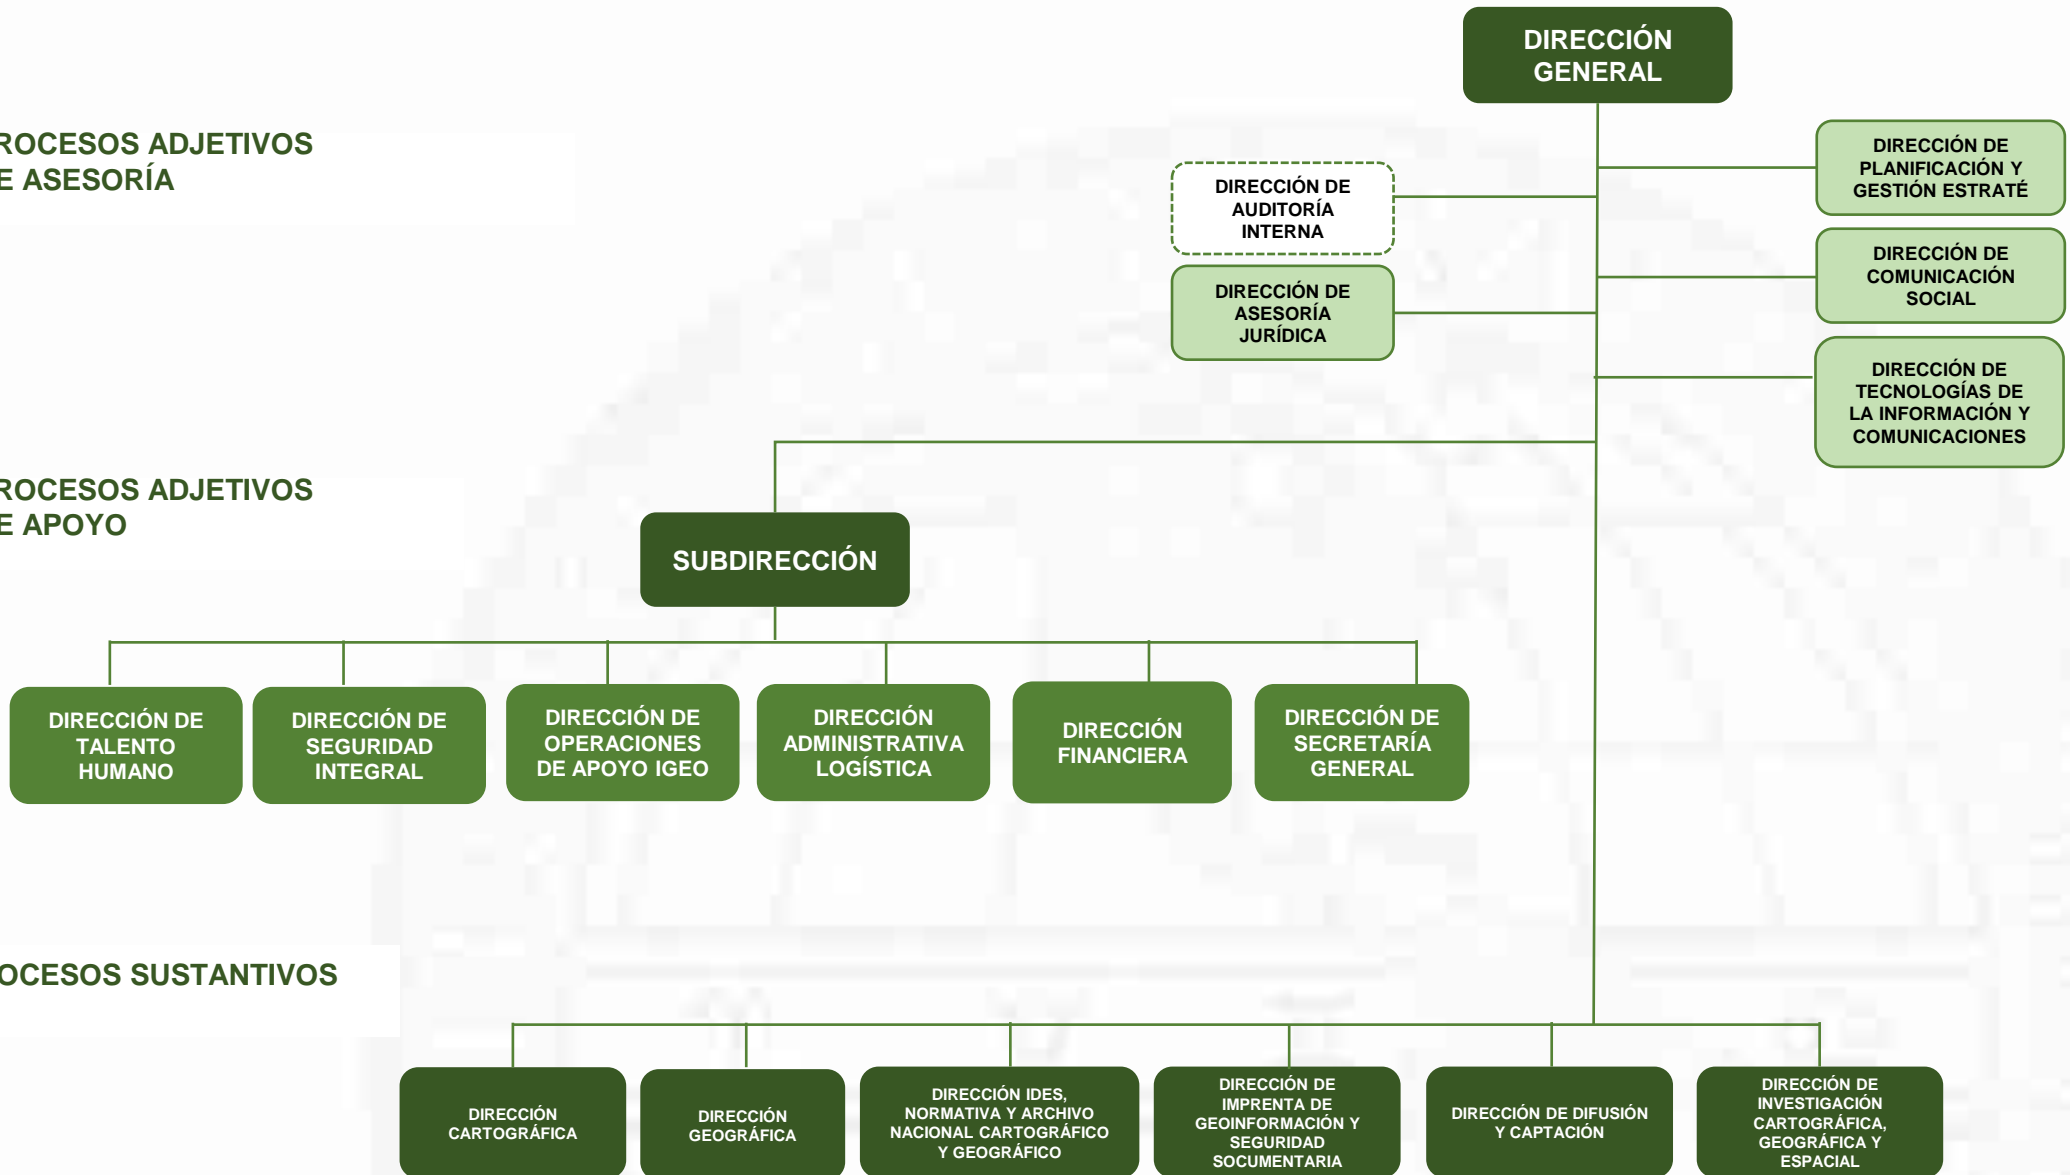 DIRECCIÓN
GENERAL
ROCESOS ADJETIVOS
E ASESORÍA
DIRECCIÓN DE
AUDITORÍA
INTERNA
DIRECCIÓN DE
PLANIFICACIÓN Y
GESTIÓN ESTRATÉ
DIRECCIÓN DE
ASESORÍA
JURÍDICA
DIRECCIÓN DE
COMUNICACIÓN
SOCIAL
DIRECCIÓN DE
TECNOLOGÍAS DE
LA INFORMACIÓN Y
COMUNICACIONES
ROCESOS ADJETIVOS
E APOYO
SUBDIRECCIÓN
DIRECCIÓN DE
TALENTO
HUMANO
DIRECCIÓN DE
SEGURIDAD
INTEGRAL
DIRECCIÓN DE
OPERACIONES
DE APOYO IGEO
DIRECCIÓN
ADMINISTRATIVA
LOGÍSTICA
DIRECCIÓN
FINANCIERA
DIRECCIÓN DE
SECRETARÍA
GENERAL
OCESOS SUSTANTIVOS
DIRECCIÓN
CARTOGRÁFICA
DIRECCIÓN
GEOGRÁFICA
DIRECCIÓN IDES,
NORMATIVA Y ARCHIVO
NACIONAL CARTOGRÁFICO
Y GEOGRÁFICO
DIRECCIÓN DE
IMPRENTA DE
GEOINFORMACIÓN Y
SEGURIDAD
SOCUMENTARIA
DIRECCIÓN DE DIFUSIÓN
Y CAPTACIÓN
DIRECCIÓN DE
INVESTIGACIÓN
CARTOGRÁFICA,
GEOGRÁFICA Y
ESPACIAL